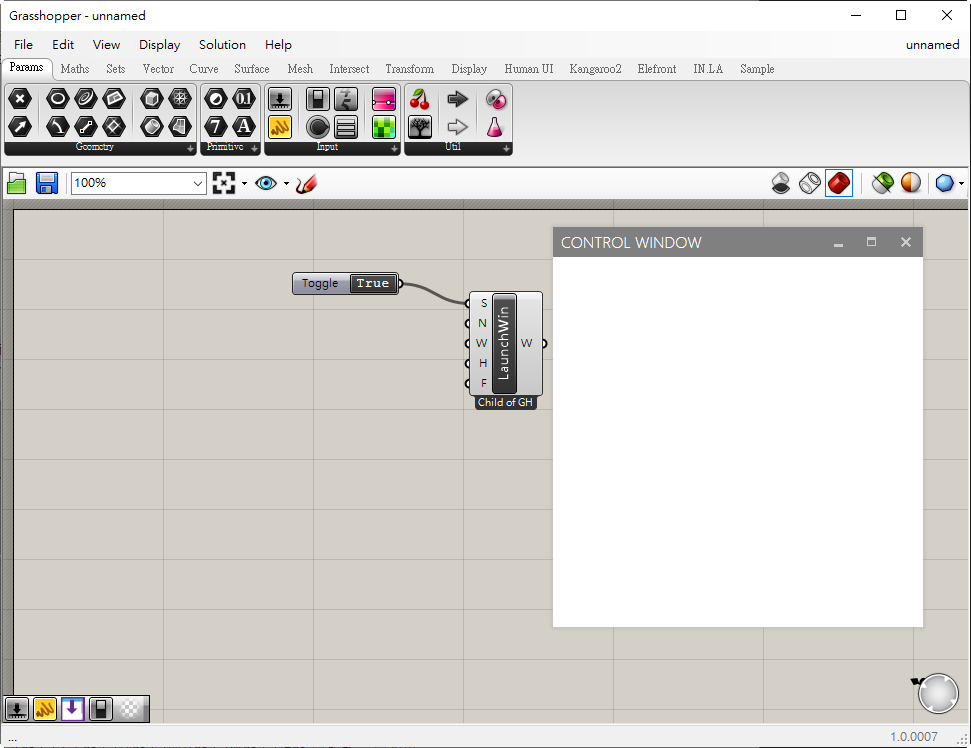 Grasshopper - unnamed
File Edit View Display Solution Help unnamed
Params Maths Sets Vector Curve Surface Mesh Intersect Transform Display Human UI Kangaroo2 Elefront IN.LA Sample
0.1
7 A
Geometry Primitive Input Util
100%
CONTROL WINDOW
Toggle True
S
N
W
H
F
LaunchWin
W
Child of GH
...
1.0.0007